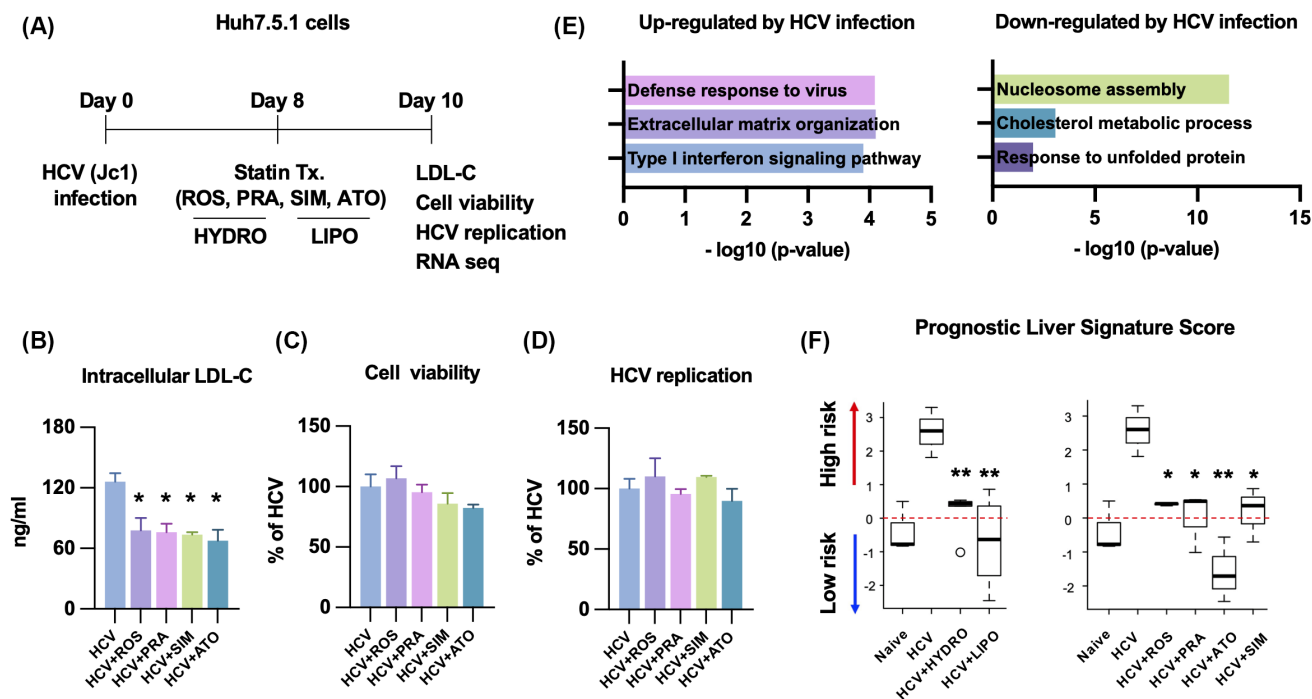 (A)
Huh7.5.1 cells
Day 0
Day 8
Day 10
HCV (Jc1)
infection
Statin Tx.
(ROS, PRA, SIM, ATO)
HYDRO
LIPO
LDL-C
Cell viability
HCV replication
RNA seq
(E)
Up-regulated by HCV infection
Defense response to virus
Extracellular matrix organization
Type I interferon signaling pathway
0 1 2 3 4 5
- log10 (p-value)
Down-regulated by HCV infection
Nucleosome assembly
Cholesterol metabolic process
Response to unfolded protein
0 5 10 15
- log10 (p-value)
(B)
Intracellular LDL-C
ng/ml
180
120
60
0
* * * *
HCV
HCV+ROS
HCV+PRA
HCV+SIM
HCV+ATO
(C)
Cell viability
% of HCV
150
100
50
0
HCV
HCV+ROS
HCV+PRA
HCV+SIM
HCV+ATO
(D)
HCV replication
% of HCV
150
100
50
0
HCV
HCV+ROS
HCV+PRA
HCV+SIM
HCV+ATO
(F)
Prognostic Liver Signature Score
High risk
Low risk
3
2
1
0
-1
-2
** **
Naive
HCV
HCV+HYDRO
HCV+LIPO
3
2
1
0
-1
-2
* * ** *
Naive
HCV
HCV+ROS
HCV+PRA
HCV+ATO
HCV+SIM